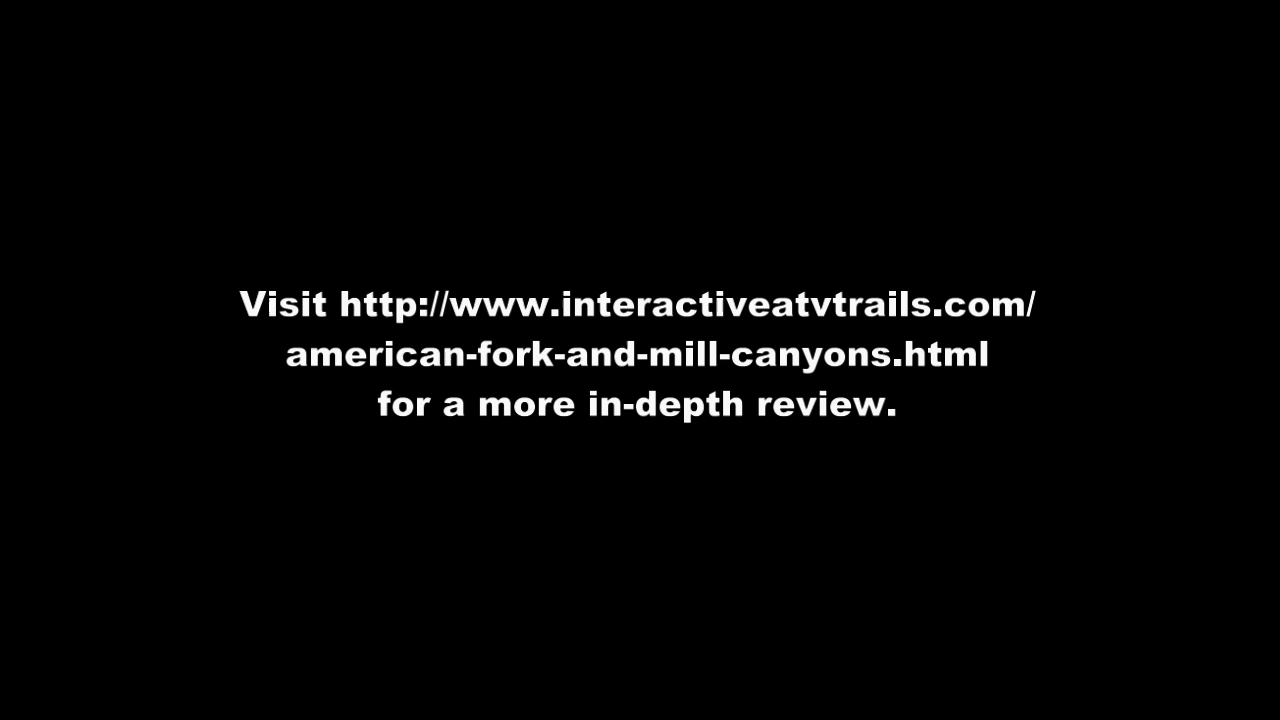 Visit http://www.interactiveatvtrails.com/
american-fork-and-mill-canyons.html
for a more in-depth review.